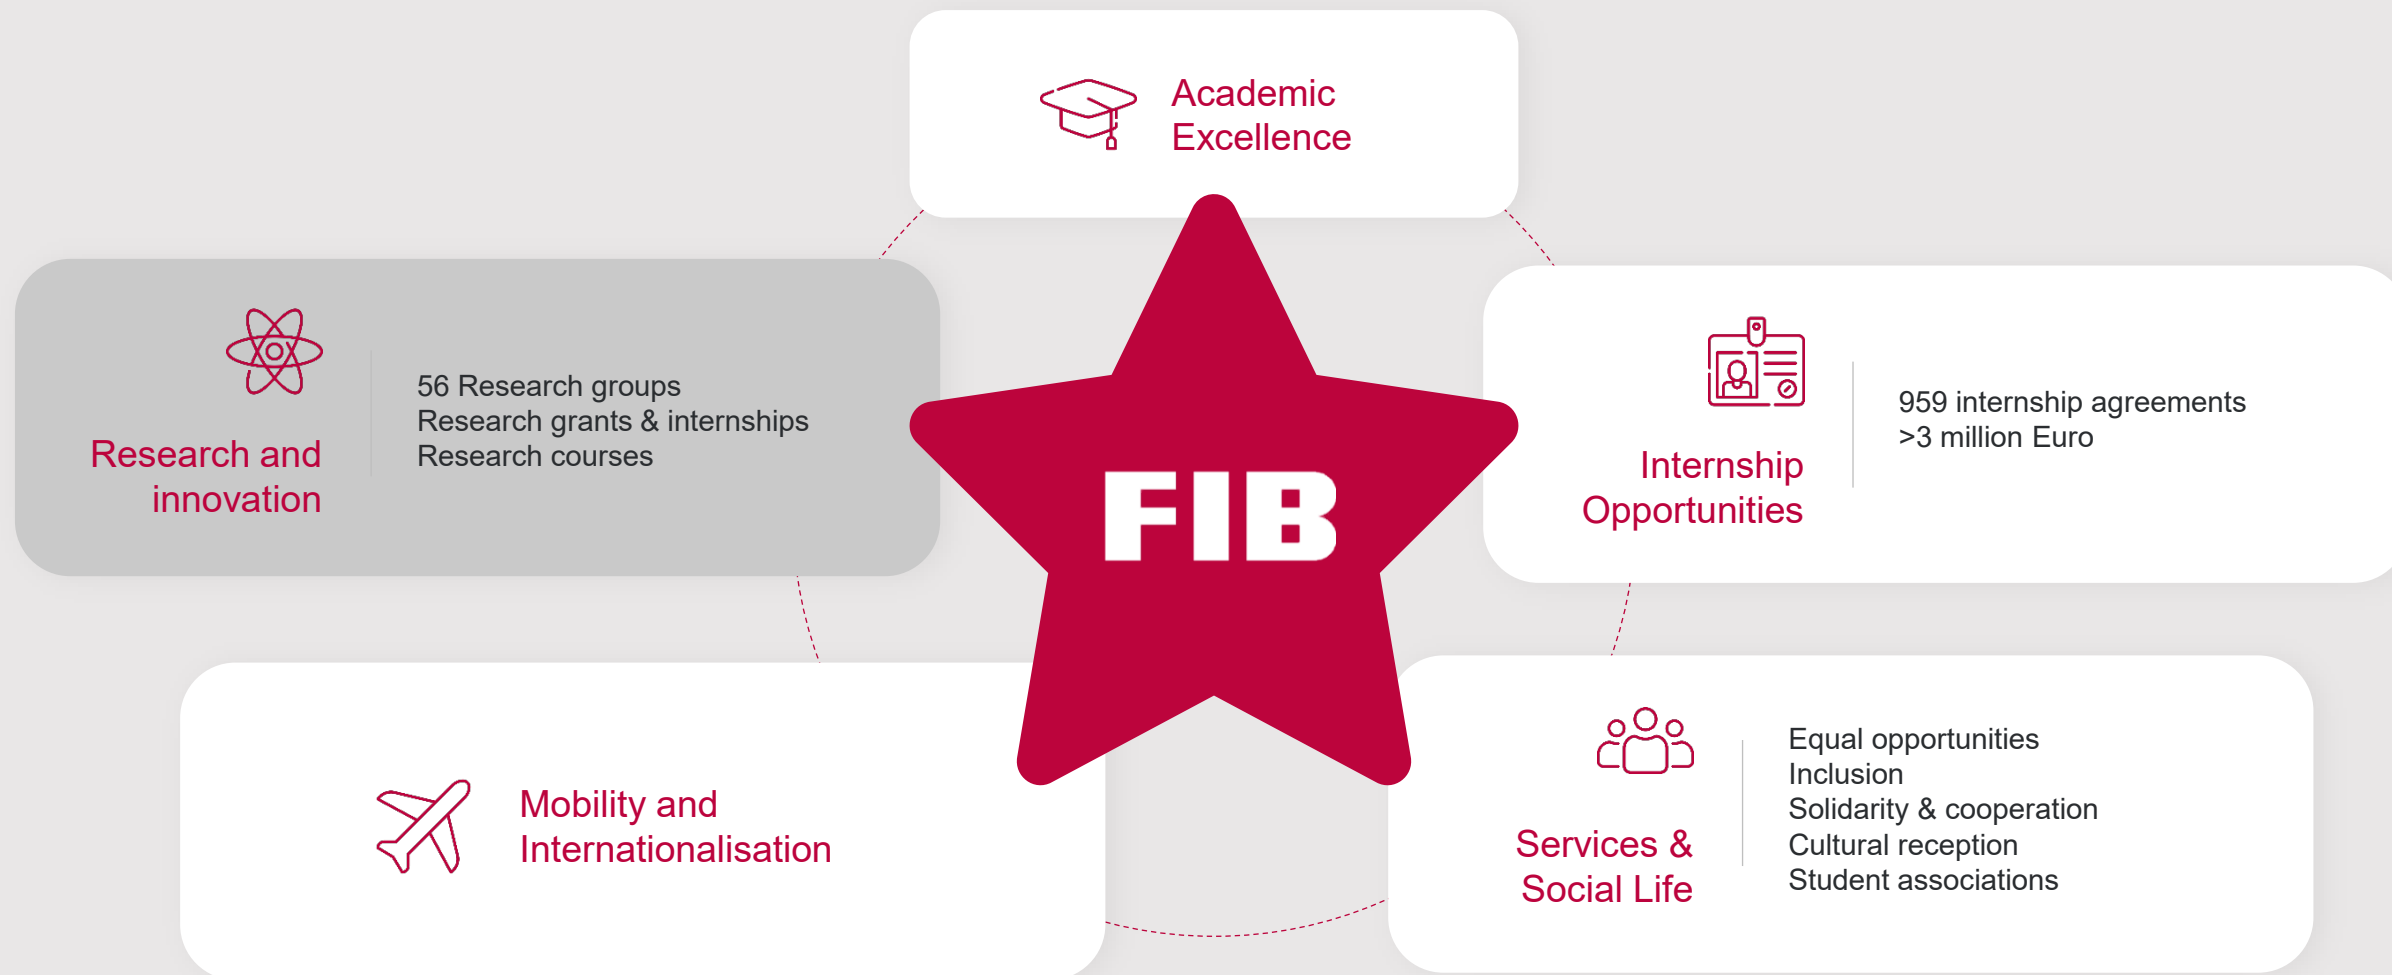 Academic
Excellence
Research and
innovation
56 Research groups
Research grants & internships
Research courses
FIB
Internship
Opportunities
959 internship agreements
>3 million Euro
Mobility and
Internationalisation
Services &
Social Life
Equal opportunities
Inclusion
Solidarity & cooperation
Cultural reception
Student associations